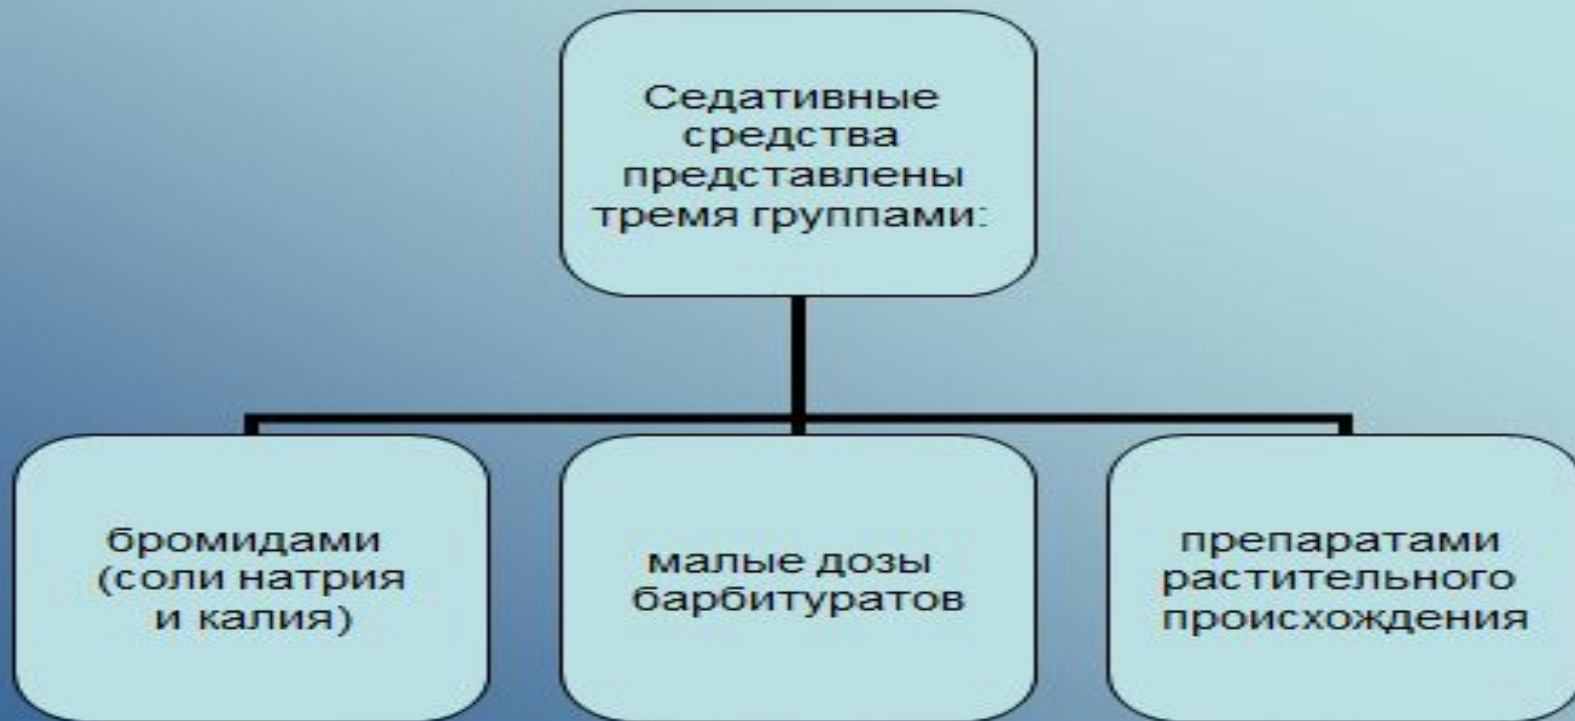 Седативные
средства
представлены
тремя группами:
бромидами
(соли натрия
и калия)
малые дозы
барбитуратов
препаратами
растительного
происхождения